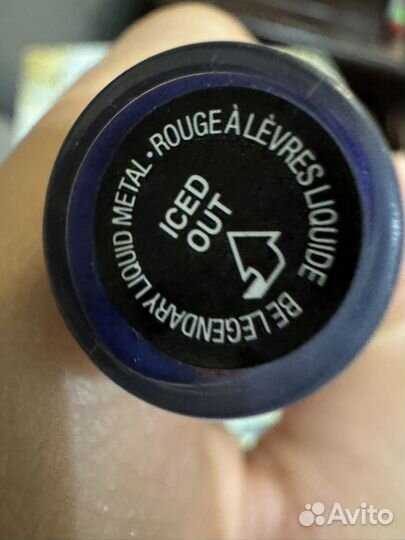 BE LEGENDARY LIQUID METAL • ROUGE À LÈVRES LIQUIDE
ICED
OUT
Avito